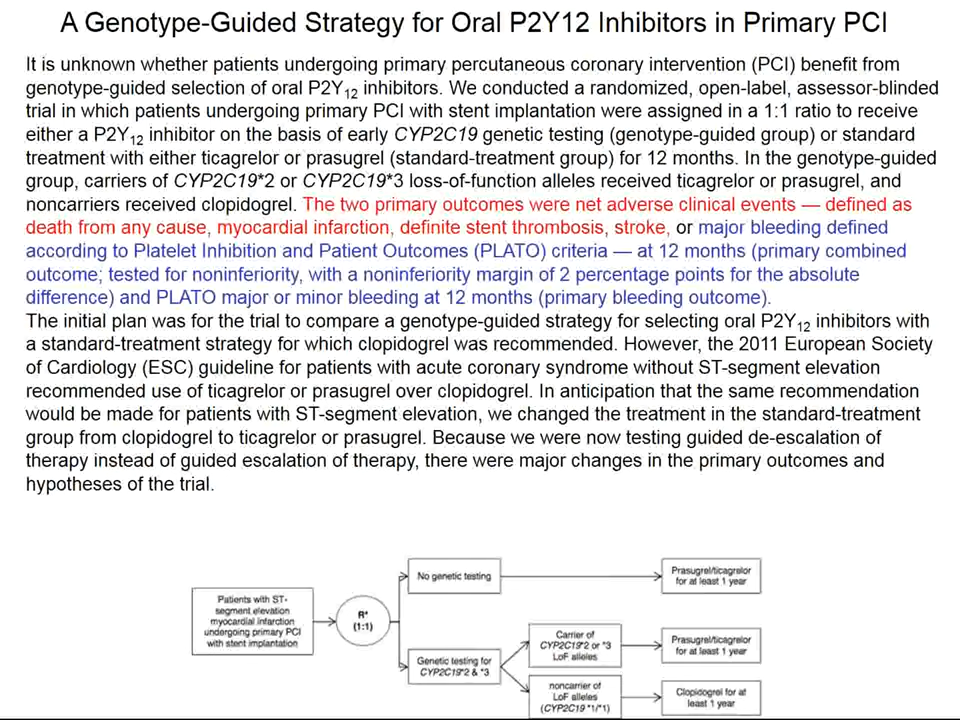 A Genotype-Guided Strategy for Oral P2Y12 Inhibitors in Primary PCI
It is unknown whether patients undergoing primary percutaneous coronary intervention (PCI) benefit from
genotype-guided selection of oral P2Y12 inhibitors. We conducted a randomized, open-label, assessor-blinded
trial in which patients undergoing primary PCI with stent implantation were assigned in a 1:1 ratio to receive
either a P2Y12 inhibitor on the basis of early CYP2C19 genetic testing (genotype-guided group) or standard
treatment with either ticagrelor or prasugrel (standard-treatment group) for 12 months. In the genotype-guided
group, carriers of CYP2C19*2 or CYP2C19*3 loss-of-function alleles received ticagrelor or prasugrel, and
noncarriers received clopidogrel. The two primary outcomes were net adverse clinical events — defined as
death from any cause, myocardial infarction, definite stent thrombosis, stroke, or major bleeding defined
according to Platelet Inhibition and Patient Outcomes (PLATO) criteria — at 12 months (primary combined
outcome; tested for noninferiority, with a noninferiority margin of 2 percentage points for the absolute
difference) and PLATO major or minor bleeding at 12 months (primary bleeding outcome).
The initial plan was for the trial to compare a genotype-guided strategy for selecting oral P2Y12 inhibitors with
a standard-treatment strategy for which clopidogrel was recommended. However, the 2011 European Society
of Cardiology (ESC) guideline for patients with acute coronary syndrome without ST-segment elevation
recommended use of ticagrelor or prasugrel over clopidogrel. In anticipation that the same recommendation
would be made for patients with ST-segment elevation, we changed the treatment in the standard-treatment
group from clopidogrel to ticagrelor or prasugrel. Because we were now testing guided de-escalation of
therapy instead of guided escalation of therapy, there were major changes in the primary outcomes and
hypotheses of the trial.
Patients with ST-
segment elevation
myocardial infarction
undergoing primary PCI
with stent implantation
R*
(1:1)
No genetic testing
Prasugrel/ticagrelor
for at least 1 year
Genetic testing for
CYP2C19*2 & *3
Carrier of
CYP2C19*2 or *3
LoF alleles
Prasugrel/ticagrelor
for at least 1 year
noncarrier of
LoF alleles
(CYP2C19 *1/*1)
Clopidogrel for at
least 1 year